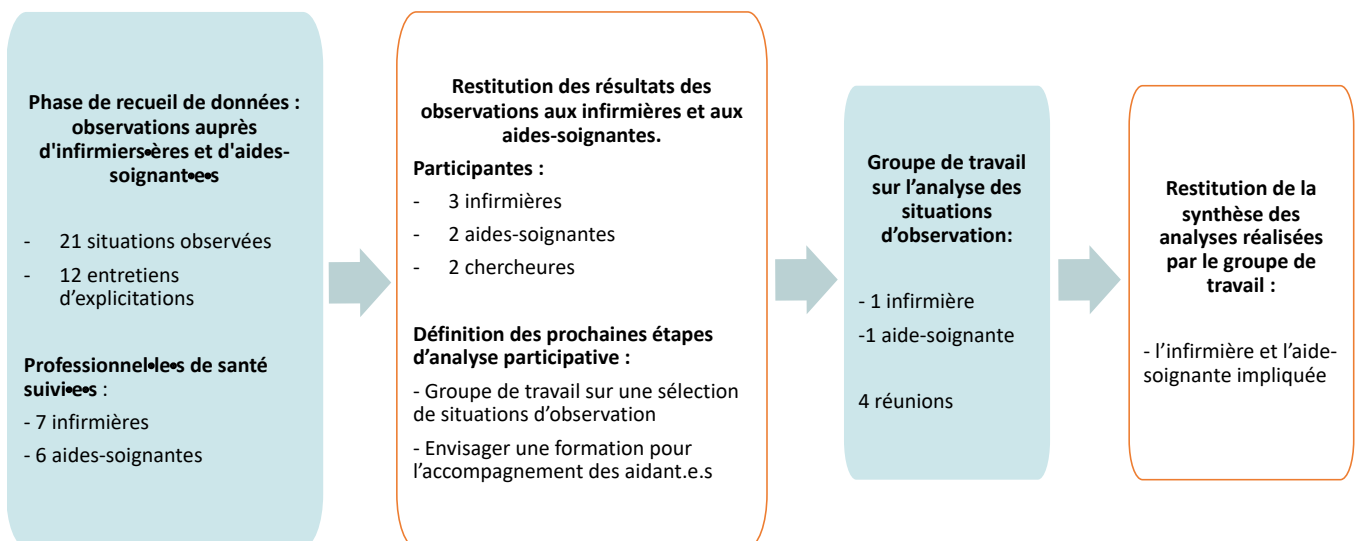 Phase de recueil de données :
observations auprès
d'infirmiers•ères et d'aides-
soignant•e•s
- 21 situations observées
- 12 entretiens
d'explicitations
Professionnel•le•s de santé
suivi•e•s :
- 7 infirmières
- 6 aides-soignantes
Restitution des résultats des
observations aux infirmières et aux
aides-soignantes.
Participantes :
- 3 infirmières
- 2 aides-soignantes
- 2 chercheures
Définition des prochaines étapes
d'analyse participative :
- Groupe de travail sur une sélection
de situations d'observation
- Envisager une formation pour
l'accompagnement des aidant.e.s
Groupe de travail
sur l'analyse des
situations
d'observation:
- 1 infirmière
-1 aide-soignante
4 réunions
Restitution de la
synthèse des
analyses réalisées
par le groupe de
travail :
- l'infirmière et l'aide-
soignante impliquée